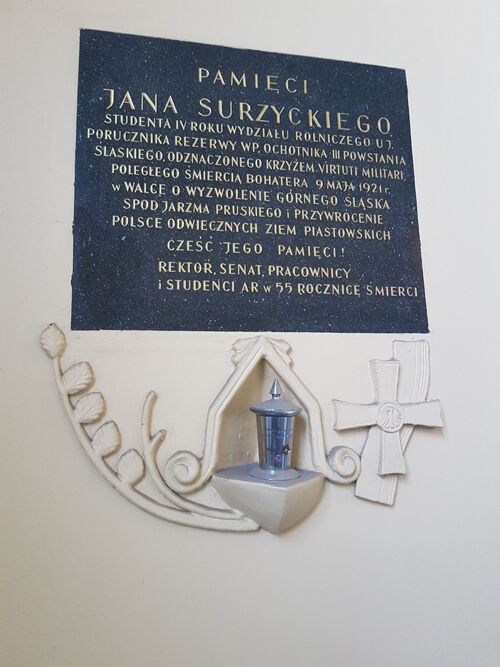 PAMIĘCI
JANA SURZYCKIEGO
STUDENTA IV ROKU WYDZIAŁU ROLNICZEGO U J.
PORUCZNIKA REZERWY WP, OCHOTNIKA III POWSTANIA
ŚLĄSKIEGO, ODZNACZONEGO KRZYŻEM VIRTUTI MILITARI,
POLEGŁEGO ŚMIERCIĄ BOHATERA 9 MAJA 1921 r.
W WALCE O WYZWOLENIE GÓRNEGO ŚLĄSKA
SPOD JARZMA PRUSKIEGO i PRZYWRÓCENIE
POLSCE ODWIECZNYCH ZIEM PIASTOWSKICH
CZEŚĆ JEGO PAMIĘCI!
REKTOR, SENAT, PRACOWNICY
i STUDENCI AR w 55 ROCZNICĘ ŚMIERCI